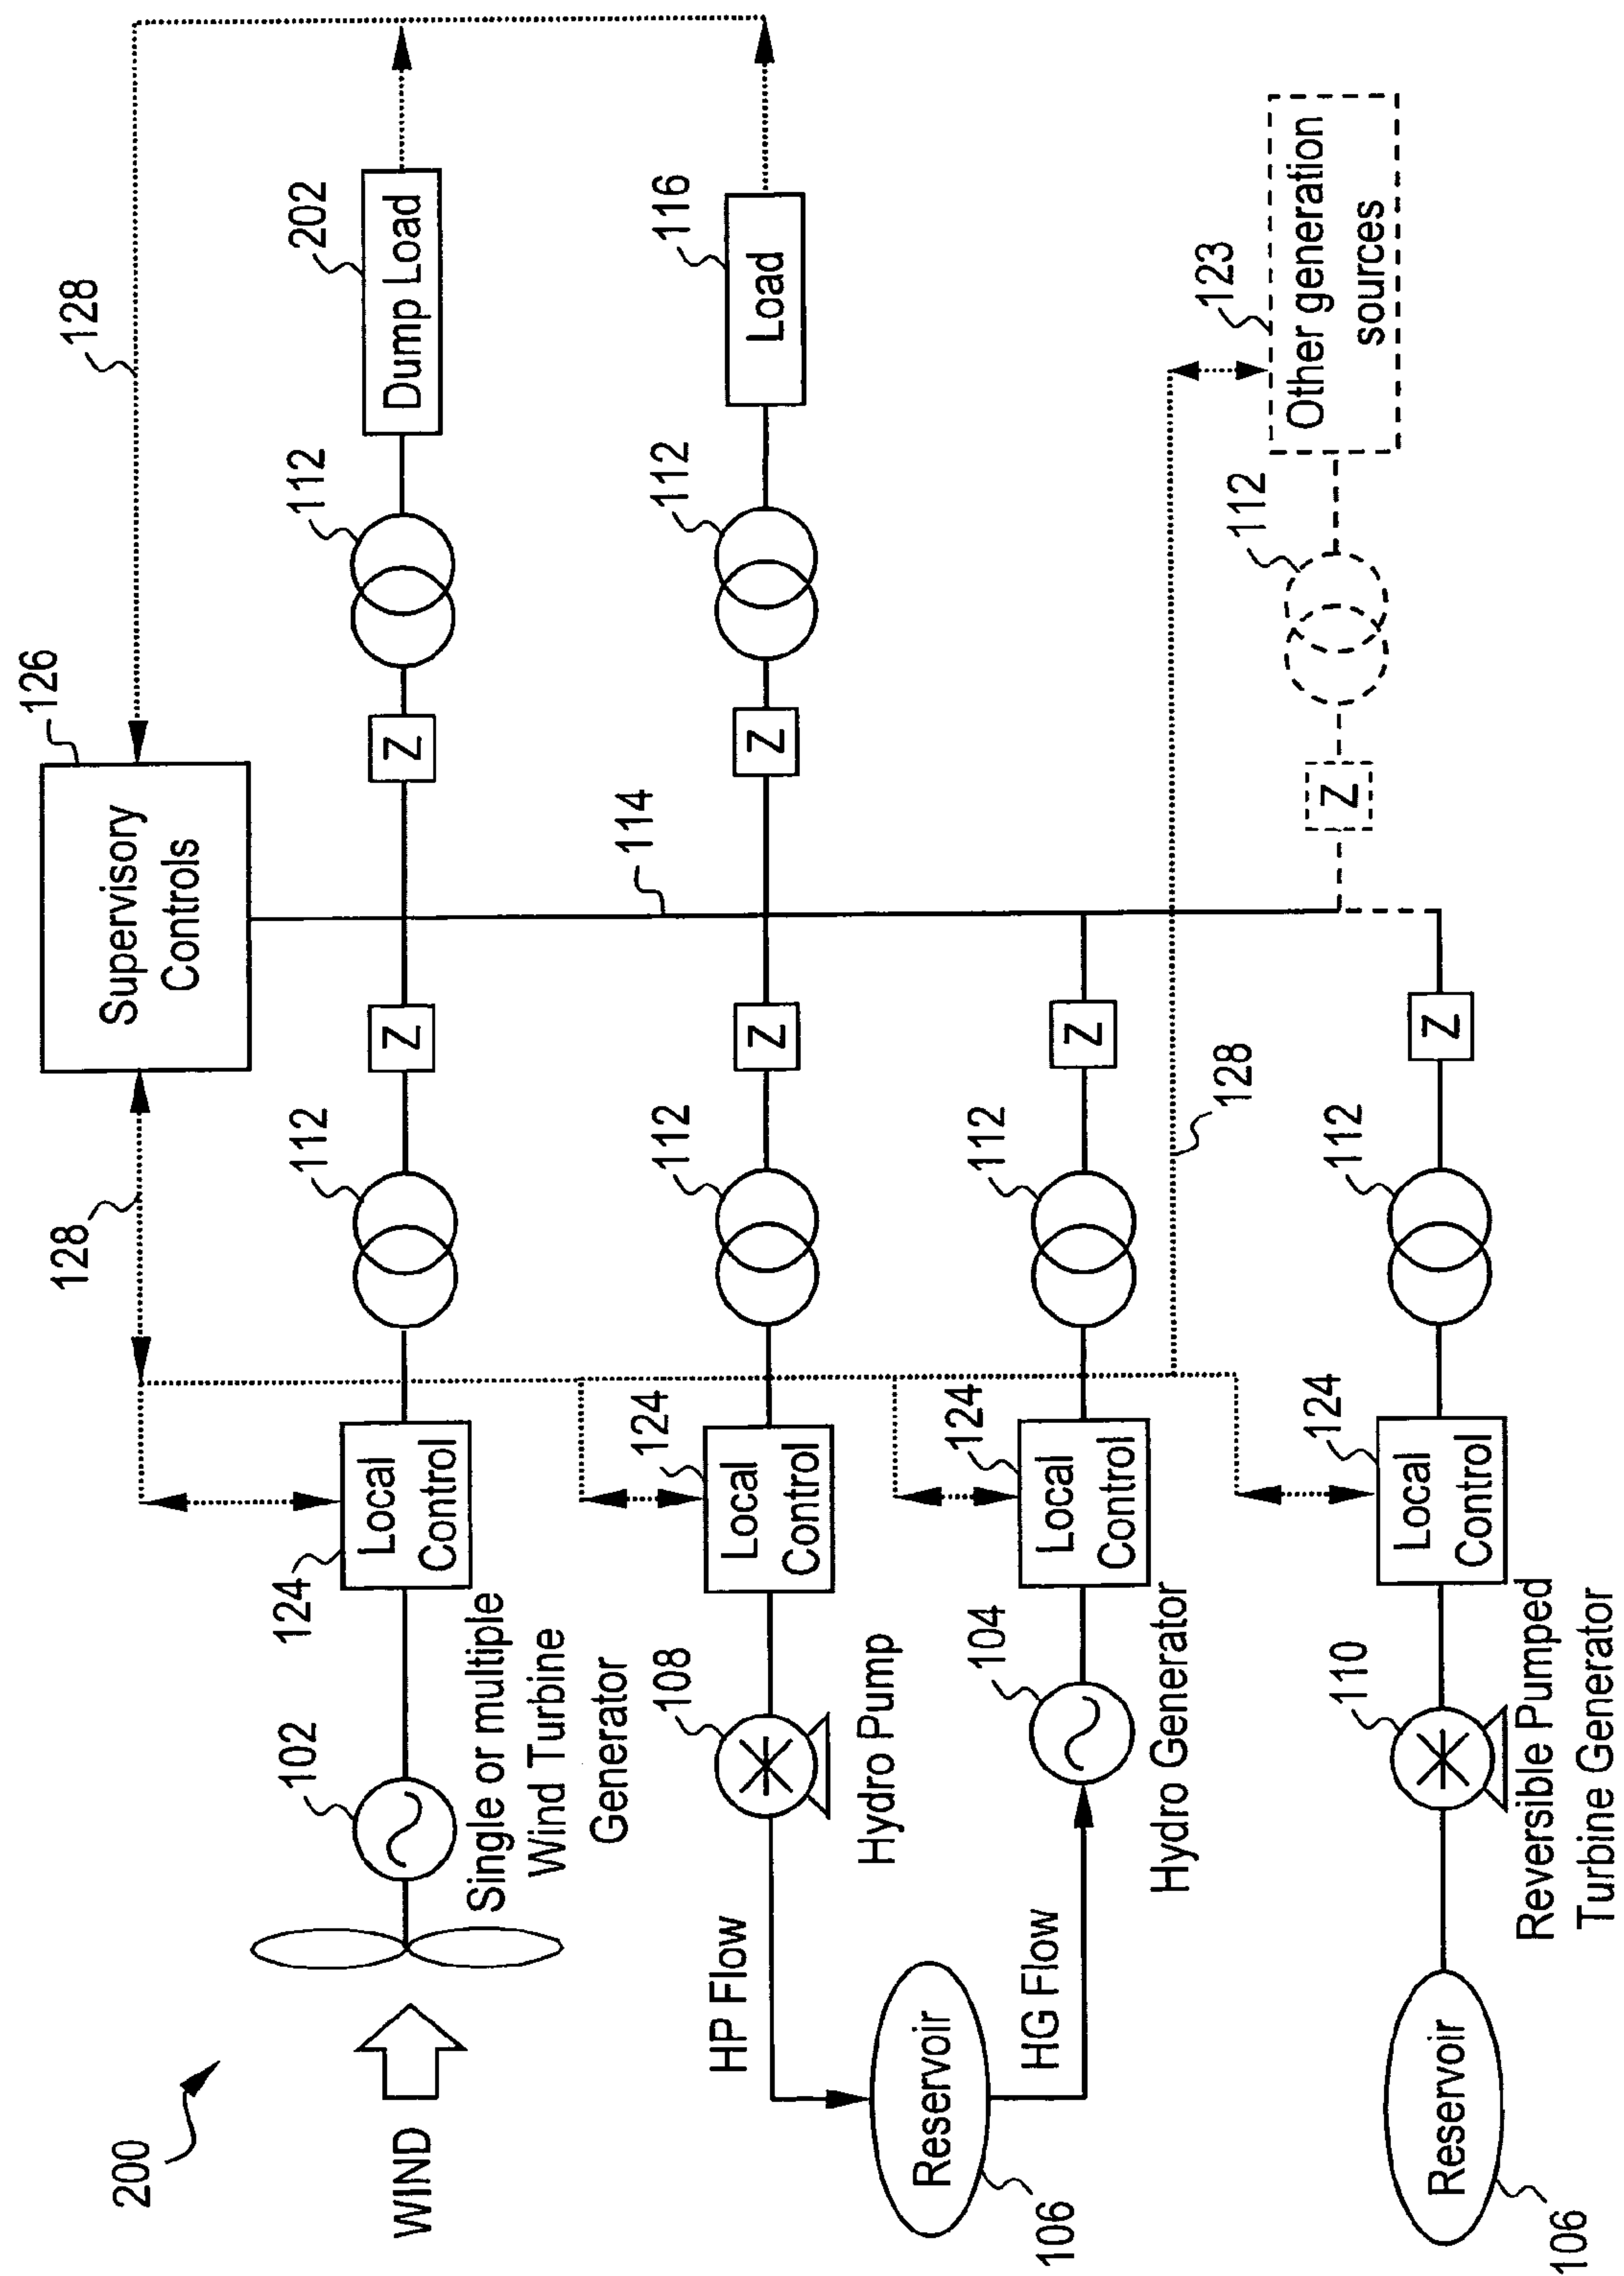 200
WIND
102
Single or multiple
Wind Turbine
Generator
124
Local
Control
112
Z
128
126
Supervisory
Controls
128
Z
112
202
Dump Load
HP Flow
108
Hydro Pump
124
Local
Control
112
Z
114
Z
112
116
Load
Reservoir
106
HG Flow
104
Hydro Generator
124
Local
Control
112
Z
128
123
Other generation
sources
112
Z
Reservoir
106
110
Reversible Pumped
Turbine Generator
124
Local
Control
112
Z